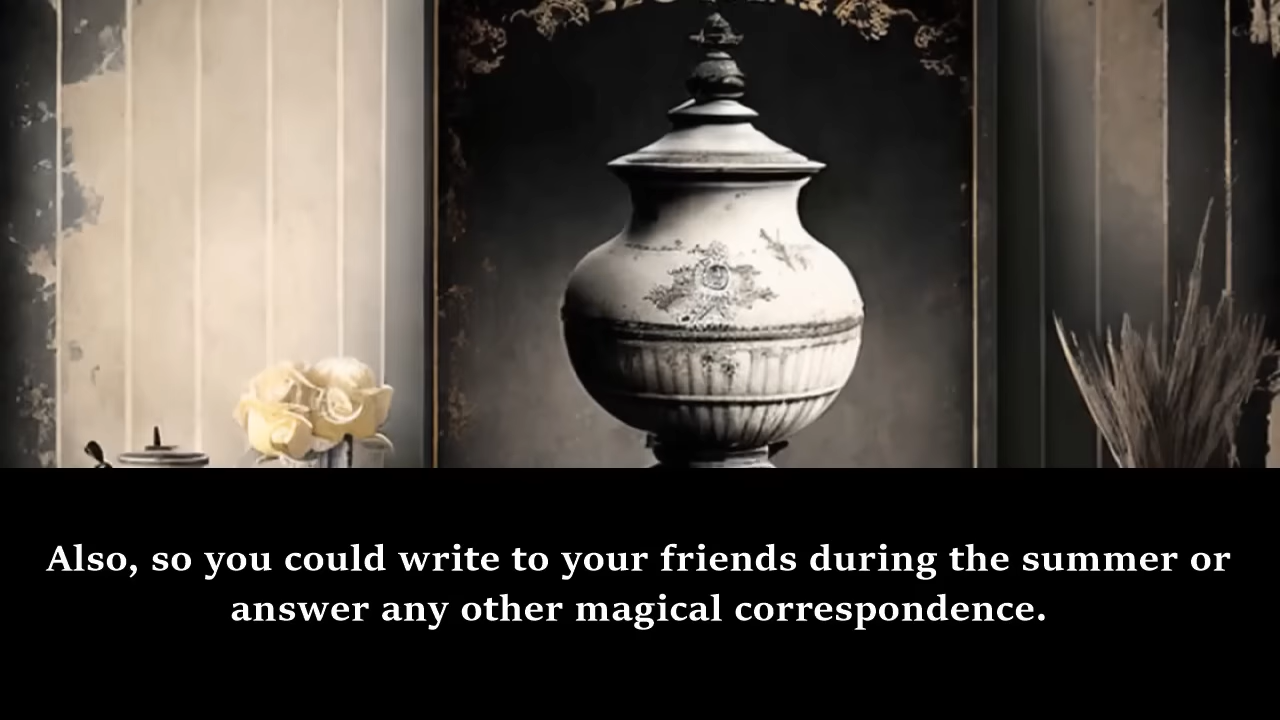 Also, so you could write to your friends during the summer or
answer any other magical correspondence.